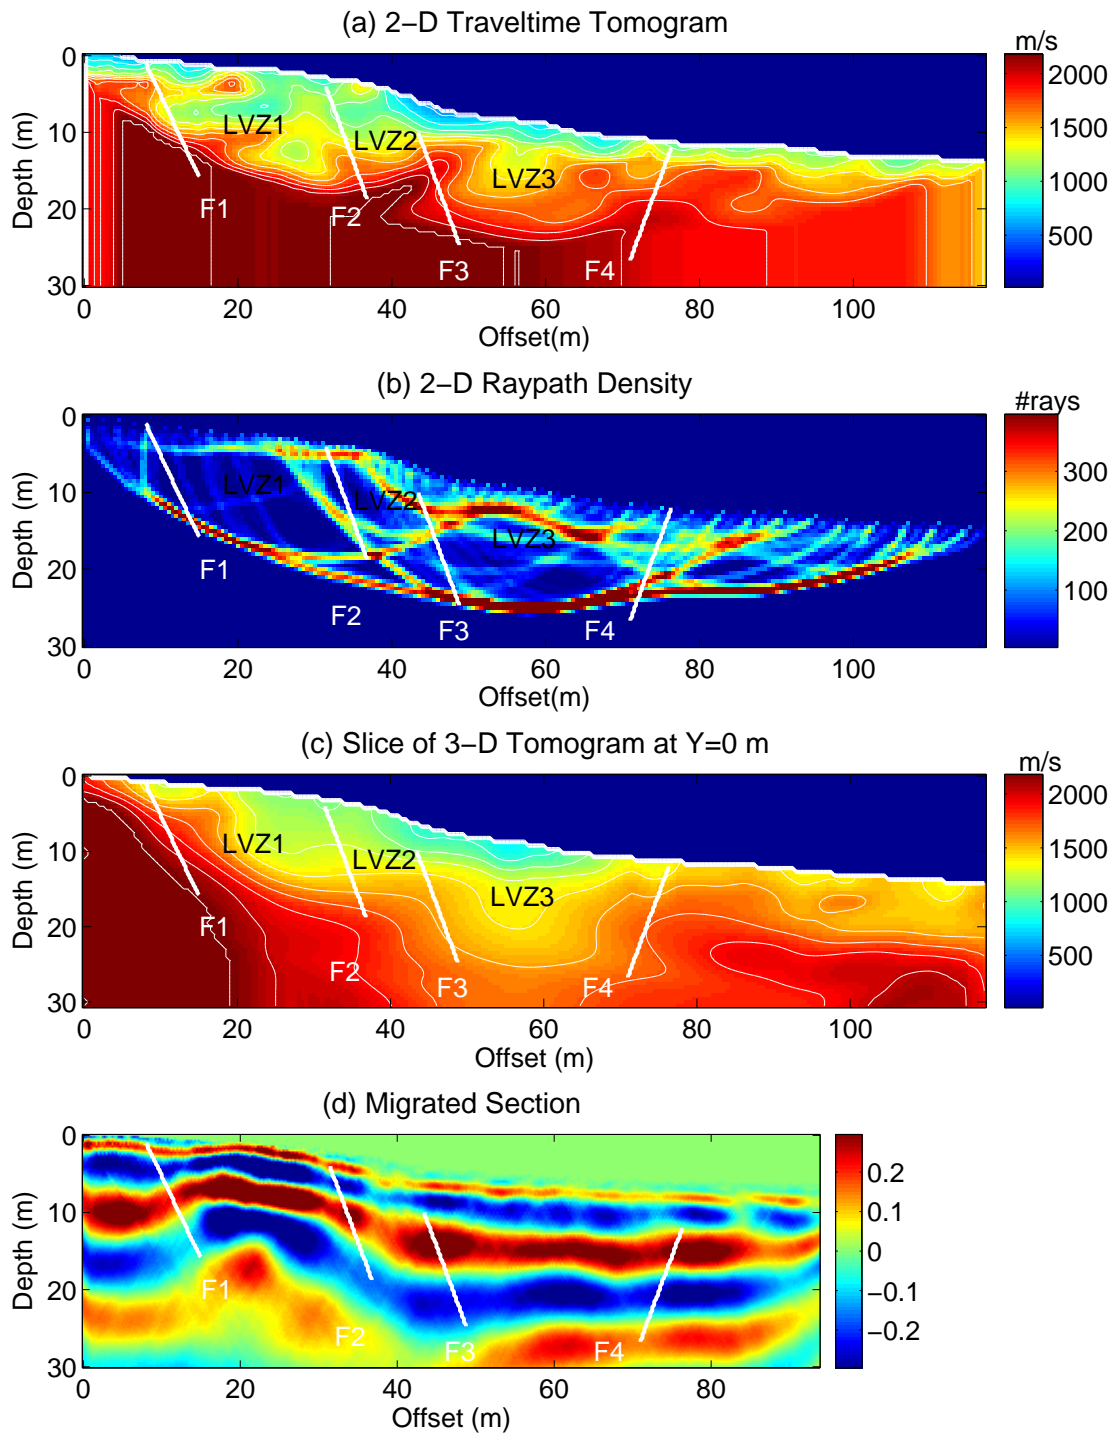 (a) 2−D Traveltime Tomogram
m/s
0
10
20
30
Depth (m)
LVZ1
LVZ2
LVZ3
F1
F2
F3
F4
2000
1500
1000
500
0 20 40 60 80 100
Offset(m)
(b) 2−D Raypath Density
#rays
0
10
20
30
Depth (m)
LVZ1
LVZ2
LVZ3
F1
F2
F3
F4
300
200
100
0 20 40 60 80 100
Offset(m)
(c) Slice of 3−D Tomogram at Y=0 m
m/s
0
10
20
30
Depth (m)
LVZ1
LVZ2
LVZ3
F1
F2
F3
F4
2000
1500
1000
500
0 20 40 60 80 100
Offset (m)
(d) Migrated Section
0
10
20
30
Depth (m)
F1
F2
F3
F4
0.2
0.1
0
−0.1
−0.2
0 20 40 60 80
Offset (m)